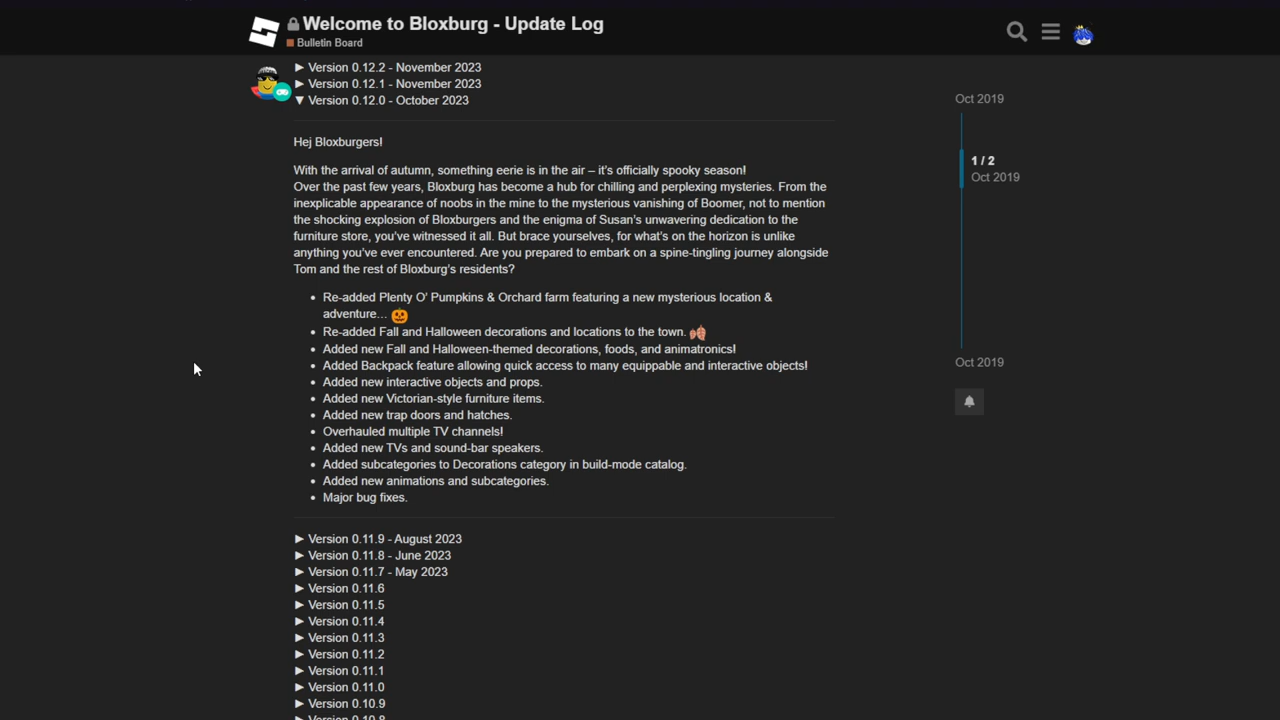 Welcome to Bloxburg - Update Log
Bulletin Board
▶ Version 0.12.2 - November 2023
▶ Version 0.12.1 - November 2023
▼ Version 0.12.0 - October 2023
Hej Bloxburgers!
With the arrival of autumn, something eerie is in the air – it's officially spooky season!
Over the past few years, Bloxburg has become a hub for chilling and perplexing mysteries. From the
inexplicable appearance of noobs in the mine to the mysterious vanishing of Boomer, not to mention
the shocking explosion of Bloxburgers and the enigma of Susan's unwavering dedication to the
furniture store, you've witnessed it all. But brace yourselves, for what's on the horizon is unlike
anything you've ever encountered. Are you prepared to embark on a spine-tingling journey alongside
Tom and the rest of Bloxburg's residents?
• Re-added Plenty O' Pumpkins & Orchard farm featuring a new mysterious location &
adventure... 🎃
• Re-added Fall and Halloween decorations and locations to the town. 🍂
• Added new Fall and Halloween-themed decorations, foods, and animatronics!
• Added Backpack feature allowing quick access to many equippable and interactive objects!
• Added new interactive objects and props.
• Added new Victorian-style furniture items.
• Added new trap doors and hatches.
• Overhauled multiple TV channels!
• Added new TVs and sound-bar speakers.
• Added subcategories to Decorations category in build-mode catalog.
• Added new animations and subcategories.
• Major bug fixes.
▶ Version 0.11.9 - August 2023
▶ Version 0.11.8 - June 2023
▶ Version 0.11.7 - May 2023
▶ Version 0.11.6
▶ Version 0.11.5
▶ Version 0.11.4
▶ Version 0.11.3
▶ Version 0.11.2
▶ Version 0.11.1
▶ Version 0.11.0
▶ Version 0.10.9
Version 0.10.8
Oct 2019
1 / 2
Oct 2019
Oct 2019